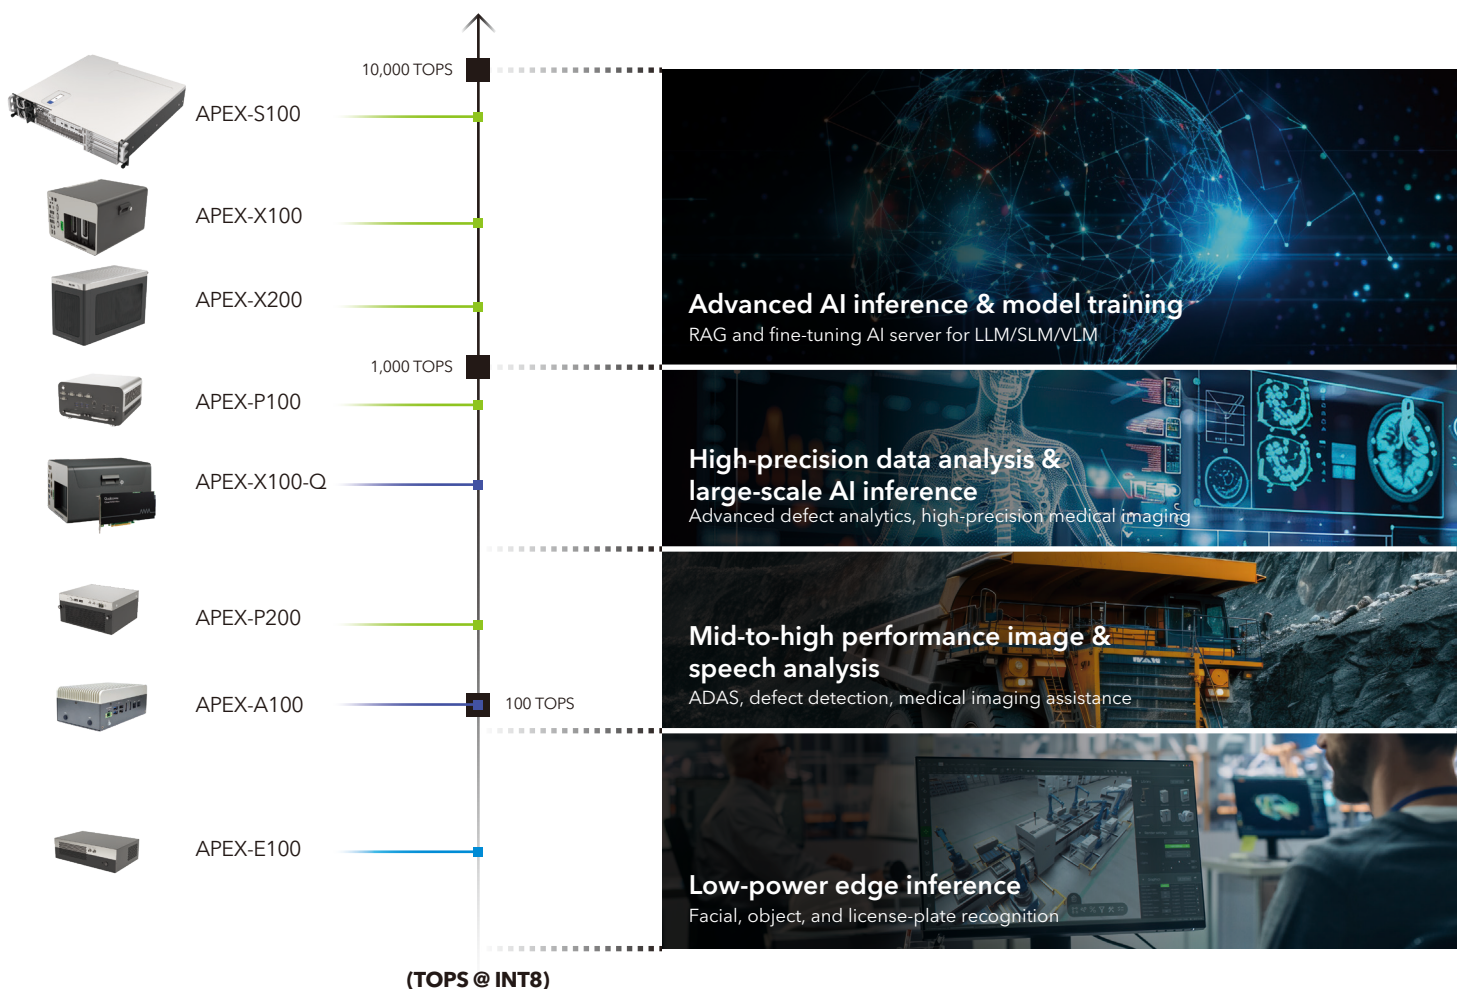 10,000 TOPS
APEX-S100
APEX-X100
APEX-X200
Advanced AI inference & model training
RAG and fine-tuning AI server for LLM/SLM/VLM
1,000 TOPS
APEX-P100
APEX-X100-Q
High-precision data analysis &
large-scale AI inference
Advanced defect analytics, high-precision medical imaging
APEX-P200
Mid-to-high performance image &
speech analysis
ADAS, defect detection, medical imaging assistance
APEX-A100
100 TOPS
APEX-E100
Low-power edge inference
Facial, object, and license-plate recognition
(TOPS @ INT8)